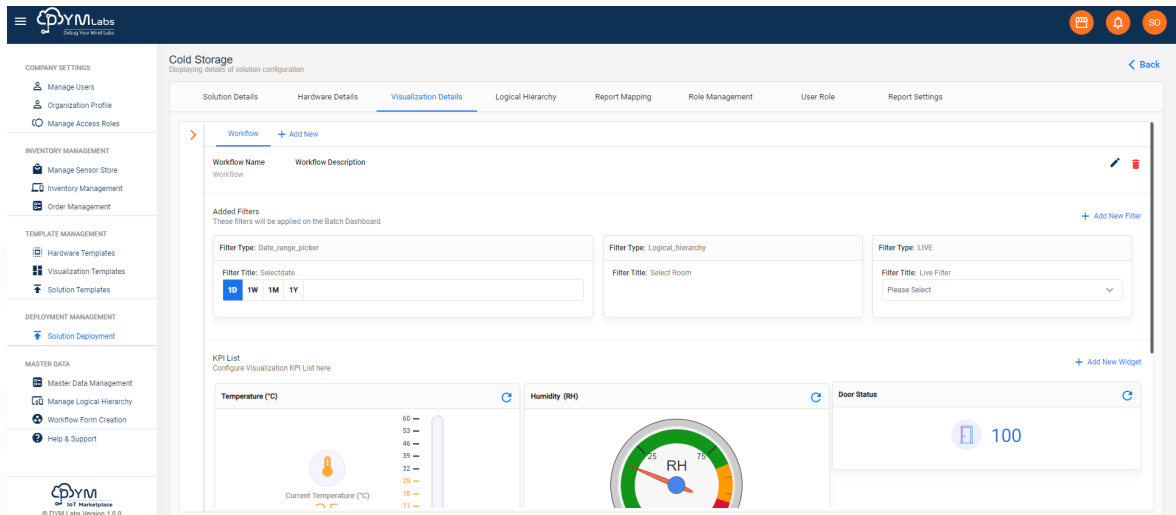 DYMLABS
Debug Your Mind Labs
SD
COMPANY SETTINGS
Manage Users
Organization Profile
Manage Access Roles
INVENTORY MANAGEMENT
Manage Sensor Store
Inventory Management
Order Management
TEMPLATE MANAGEMENT
Hardware Templates
Visualization Templates
Solution Templates
DEPLOYMENT MANAGEMENT
Solution Deployment
MASTER DATA
Master Data Management
Manage Logical Hierarchy
Workflow Form Creation
Help & Support
DYM
IoT Marketplace
© DYM Labs Version 1.0.0
Cold Storage
Displaying details of solution configuration
Back
Solution Details Hardware Details Visualization Details Logical Hierarchy Report Mapping Role Management User Role Report Settings
Workflow + Add New
Workflow Name Workflow Description
Workflow
Added Filters
These filters will be applied on the Batch Dashboard
+ Add New Filter
Filter Type: Date_range_picker
Filter Title: Selectdate
1D 1W 1M 1Y
Filter Type: Logical_hierarchy
Filter Title: Select Room
Filter Type: LIVE
Filter Title: Live Filter
Please Select
KPI List
Configure Visualization KPI List here
+ Add New Widget
Temperature (°C)
60
53
46
39
32
25
18
11
Current Temperature (°C)
Humidity (RH)
25 75
RH
Door Status
100